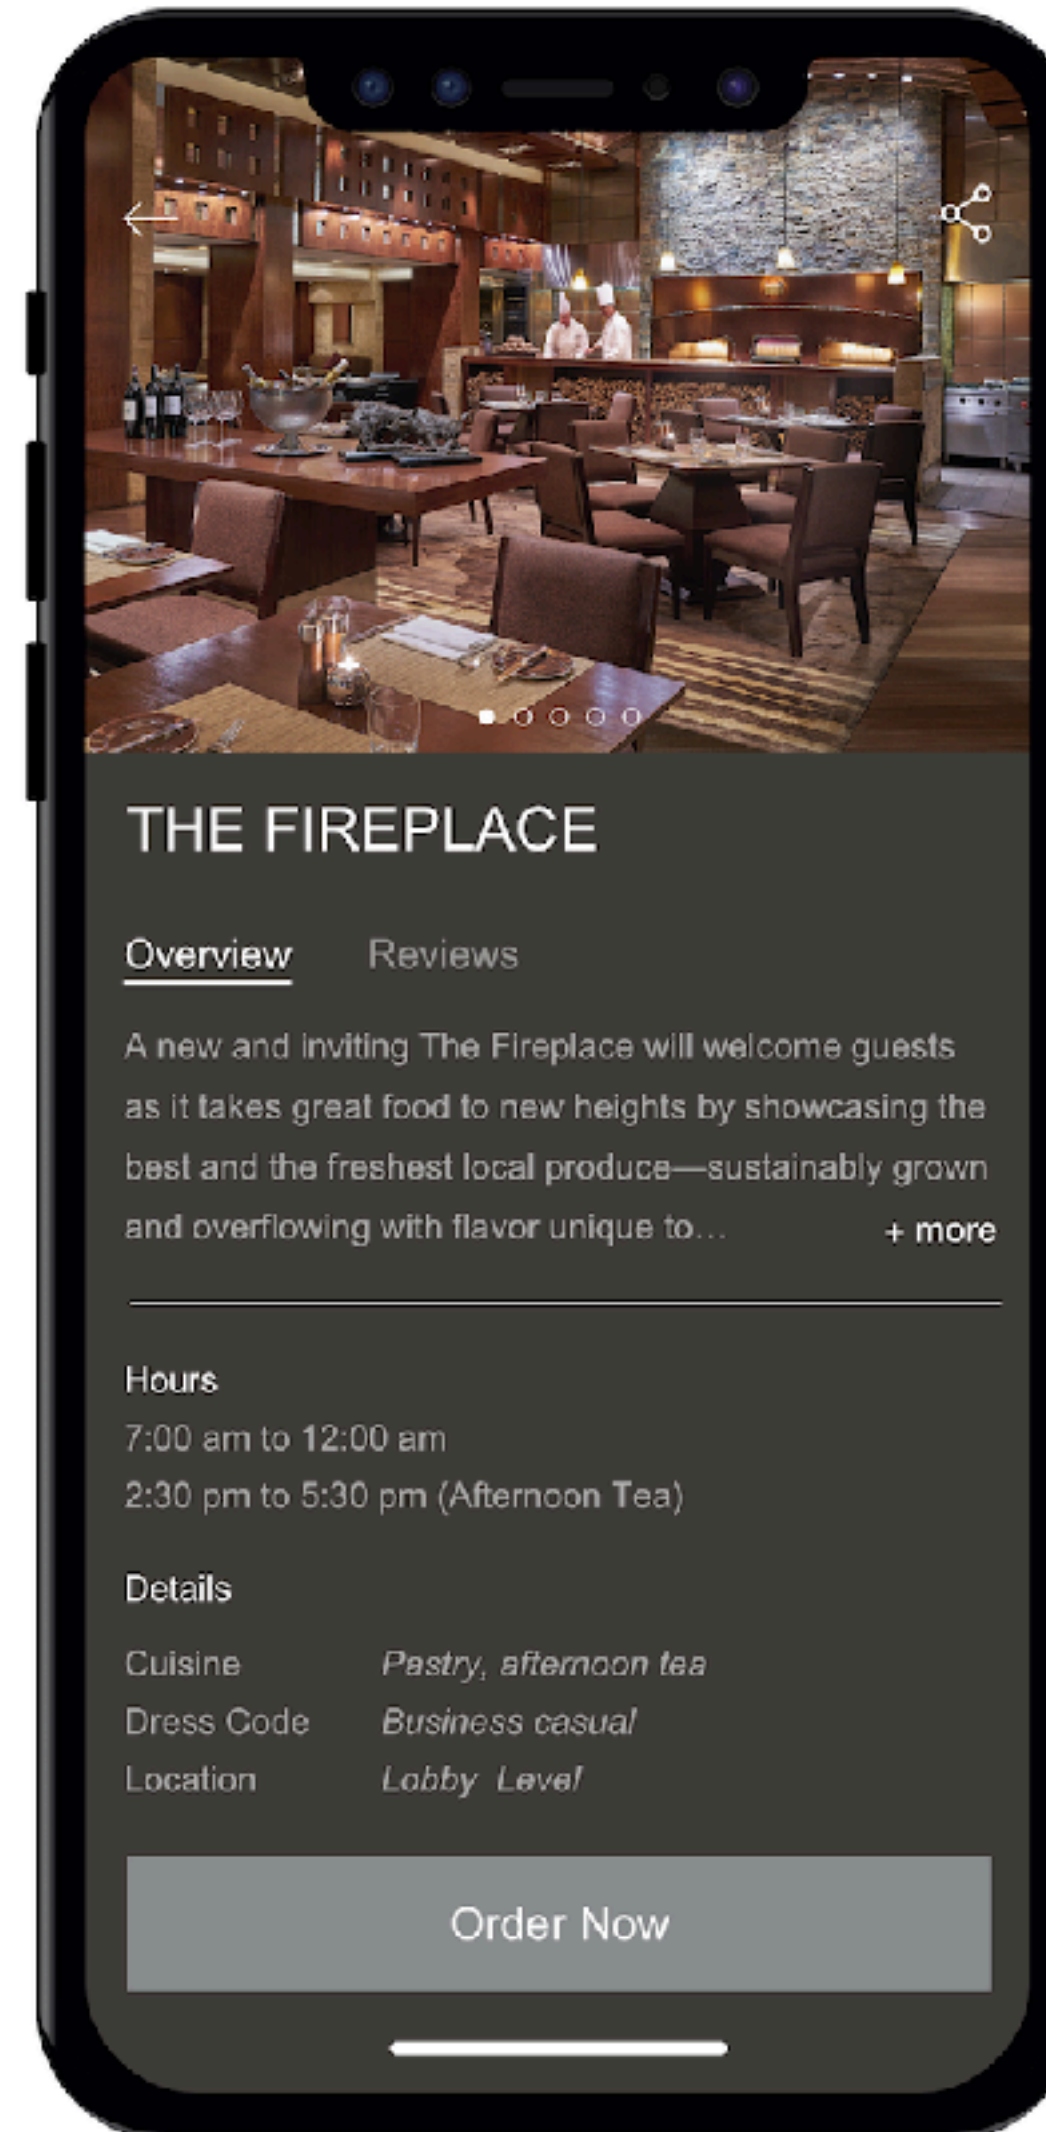 THE FIREPLACE
Overview Reviews
A new and inviting The Fireplace will welcome guests
as it takes great food to new heights by showcasing the
best and the freshest local produce—sustainably grown
and overflowing with flavor unique to... + more
Hours
7:00 am to 12:00 am
2:30 pm to 5:30 pm (Afternoon Tea)
Details
Cuisine Pastry, afternoon tea
Dress Code Business casual
Location Lobby Level
Order Now